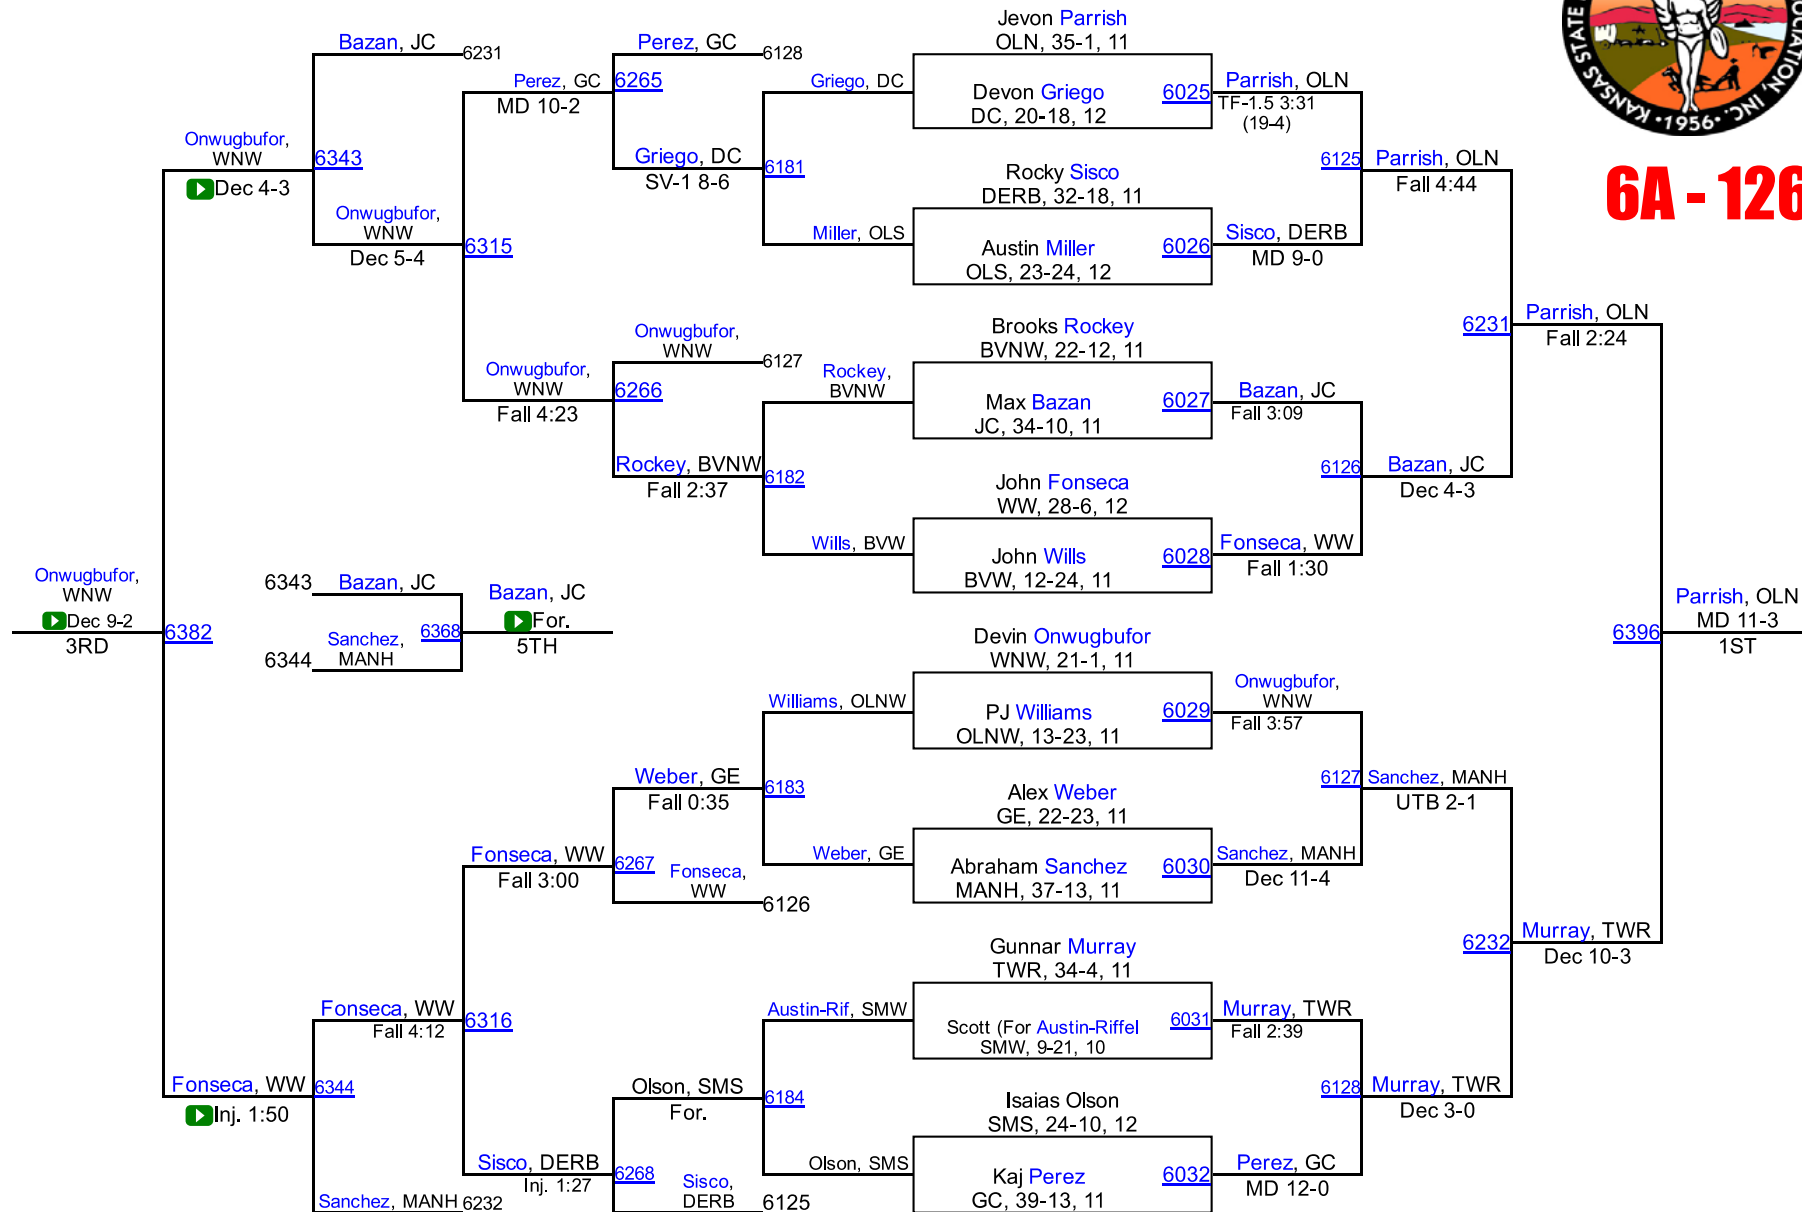 Jevon Parrish
OLN, 35-1, 11
Devon Griego
DC, 20-18, 12
6025
Rocky Sisco
DERB, 32-18, 11
Austin Miller
OLS, 23-24, 12
6026
Brooks Rockey
BVNW, 22-12, 11
Max Bazan
JC, 34-10, 11
6027
John Fonseca
WW, 28-6, 12
John Wills
BVW, 12-24, 11
6028
Devin Onwugbufor
WNW, 21-1, 11
PJ Williams
OLNW, 13-23, 11
6029
Alex Weber
GE, 22-23, 11
Abraham Sanchez
MANH, 37-13, 11
6030
Gunnar Murray
TWR, 34-4, 11
Scott (For Austin-Riffel
SMW, 9-21, 10
6031
Isaias Olson
SMS, 24-10, 12
Kaj Perez
GC, 39-13, 11
6032
Parrish, OLN
TF-1.5 3:31
(19-4)
6125
Sisco, DERB
MD 9-0
Bazan, JC
Fall 3:09
6126
Fonseca, WW
Fall 1:30
Onwugbufor,
WNW
Fall 3:57
6127
Sanchez, MANH
Dec 11-4
Murray, TWR
Fall 2:39
6128
Perez, GC
MD 12-0
Parrish, OLN
Fall 4:44
6231
Bazan, JC
Dec 4-3
Sanchez, MANH
UTB 2-1
6232
Murray, TWR
Dec 3-0
Parrish, OLN
Fall 2:24
6396
Murray, TWR
Dec 10-3
Parrish, OLN
MD 11-3
1ST
Griego, DC
6181
Miller, OLS
Rockey,
BVNW
6182
Wills, BVW
Williams, OLNW
6183
Weber, GE
Austin-Rif, SMW
6184
Olson, SMS
Perez, GC
6128
6265
Griego, DC
SV-1 8-6
Onwugbufor,
WNW
6127
6266
Rockey, BVNW
Fall 2:37
Weber, GE
Fall 0:35
6267
Fonseca,
WW
6126
Olson, SMS
For.
6268
Sisco,
DERB
6125
Perez, GC
MD 10-2
6315
Onwugbufor,
WNW
Fall 4:23
Fonseca, WW
Fall 3:00
6316
Sisco, DERB
Inj. 1:27
Bazan, JC
6231
6343
Onwugbufor,
WNW
Dec 5-4
Fonseca, WW
Fall 4:12
6344
Sanchez, MANH
6232
Onwugbufor,
WNW
Dec 4-3
6382
Fonseca, WW
Inj. 1:50
Onwugbufor,
WNW
Dec 9-2
3RD
6343
Bazan, JC
6344
Sanchez,
MANH
6368
Bazan, JC
For.
5TH
KANSAS STATE
INC.
•1956•
6A - 126